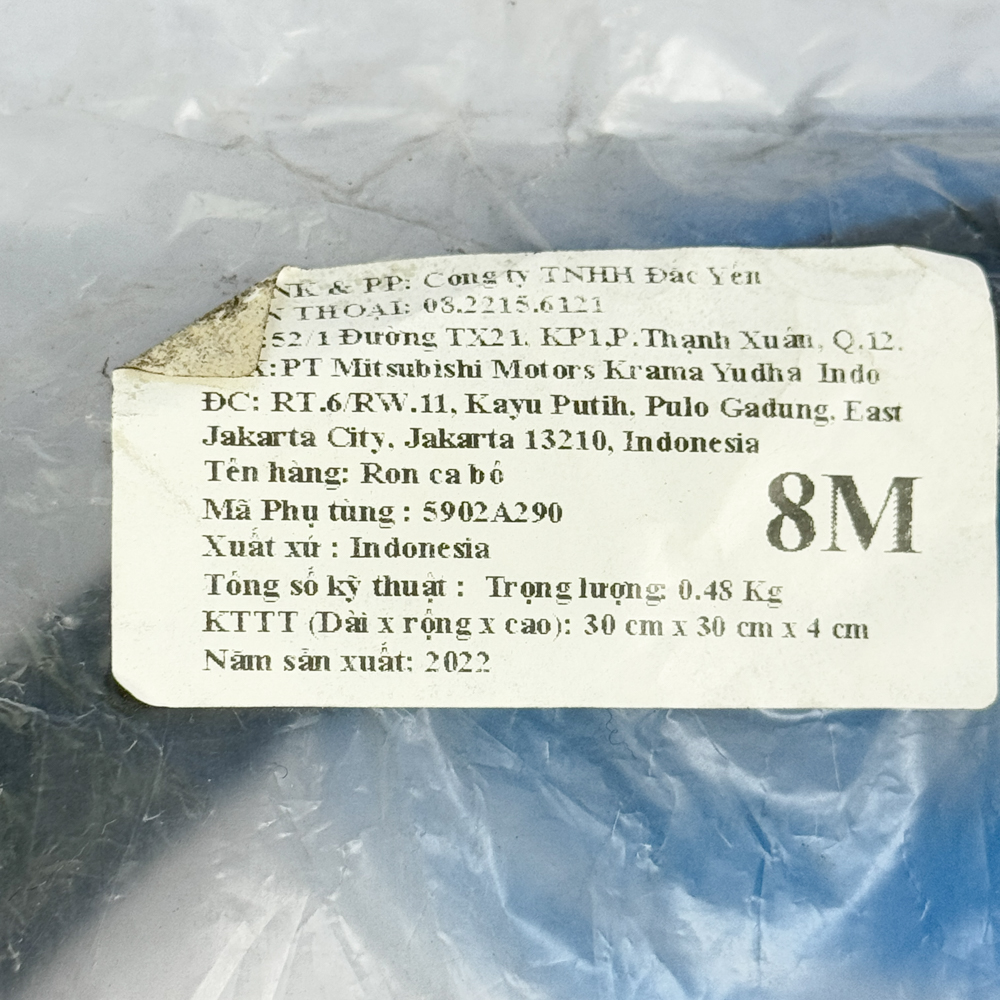 NK & PP: Công ty TNHH Đắc Yến
THOẠI: 08.2215.6121
:52/1 Đường TX21, KP1,P.Thạnh Xuân, Q.12.
:PT Mitsubishi Motors Krama Yudha Indo
ĐC: RT.6/RW.11, Kayu Putih, Pulo Gadung, East
Jakarta City, Jakarta 13210, Indonesia
Tên hàng: Ron ca bô
Mã Phụ tùng : 5902A290
8M
Xuất xứ : Indonesia
Tổng số kỹ thuật : Trọng lượng: 0.48 Kg
KTTT (Dài x rộng x cao): 30 cm x 30 cm x 4 cm
Năm sản xuất: 2022